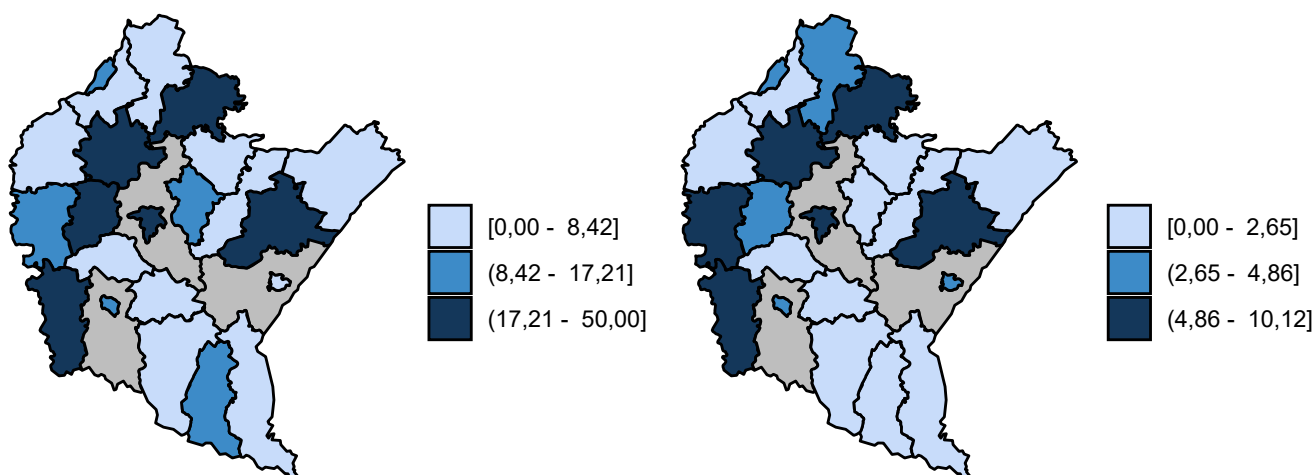 [0,00 -  8,42]
(8,42 -  17,21]
(17,21 -  50,00]
[0,00 -  2,65]
(2,65 -  4,86]
(4,86 -  10,12]